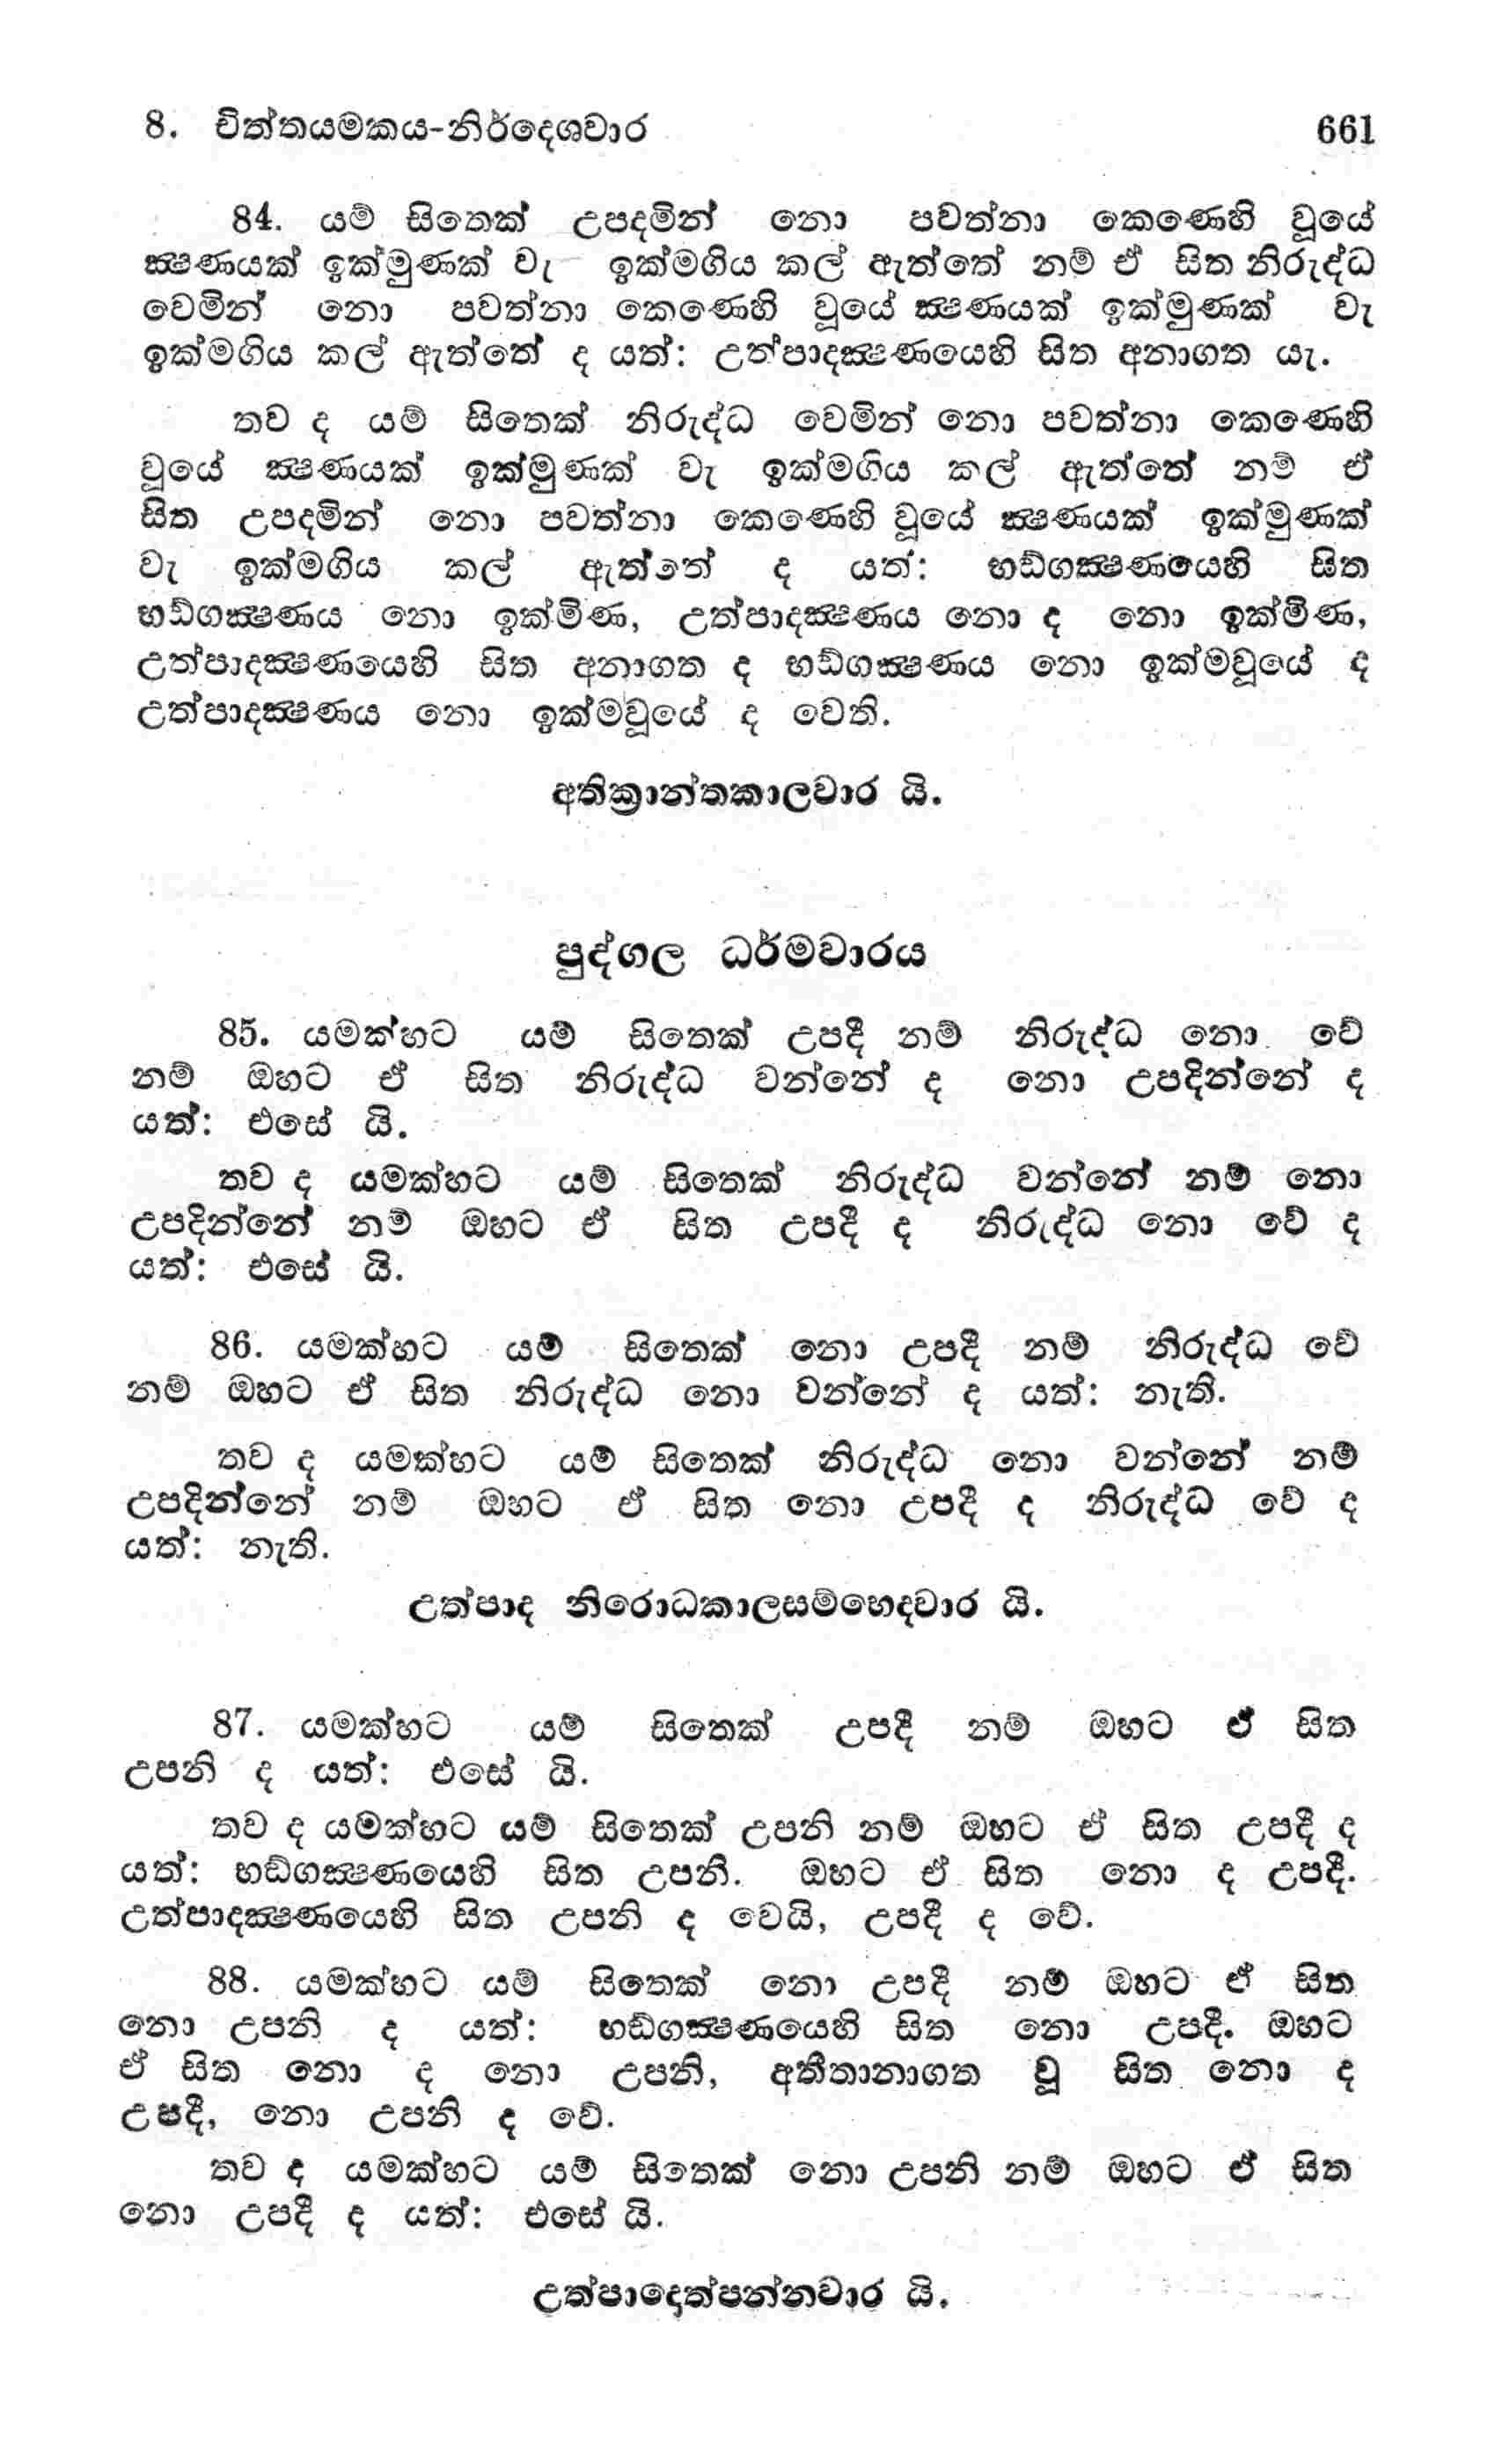 8. චිත්තයමකය-නිර්දෙශවාර 661
84. යම් සිතෙක් උපදමින් නො පවත්නා කෙණෙහි වූයේ
ක්‍ෂණයක් ඉක්මුණක් වැ ඉක්මගිය කල් ඇත්තේ නම් ඒ සිත නිරුද්ධ
වෙමින් නො පවත්නා කෙණෙහි වූයේ ක්‍ෂණයක් ඉක්මුණක් වැ
ඉක්මගිය කල් ඇත්තේ ද යත්: උත්පාදක්‍ෂණයෙහි සිත අනාගත යැ.
තව ද යම් සිතෙක් නිරුද්ධ වෙමින් නො පවත්නා කෙණෙහි
වූයේ ක්‍ෂණයක් ඉක්මුණක් වැ ඉක්මගිය කල් ඇත්තේ නම් ඒ
සිත උපදමින් නො පවත්නා කෙණෙහි වූයේ ක්‍ෂණයක් ඉක්මුණක්
වැ ඉක්මගිය කල් ඇත්තේ ද යත්: භඞ්ගක්‍ෂණයෙහි සිත
භඞ්ගක්‍ෂණය නො ඉක්මිණ, උත්පාදක්‍ෂණය නො ද නො ඉක්මිණ,
උත්පාදක්‍ෂණයෙහි සිත අනාගත ද භඞ්ගක්‍ෂණය නො ඉක්මවූයේ ද
උත්පාදක්‍ෂණය නො ඉක්මවූයේ ද වෙති.
අතික්‍රාන්තකාලවාර යි.
පුද්ගල ධර්මවාරය
85. යමක්හට යම් සිතෙක් උපදී නම් නිරුද්ධ නො වේ
නම් ඔහට ඒ සිත නිරුද්ධ වන්නේ ද නො උපදින්නේ ද
යත්: එසේ යි.
තව ද යමක්හට යම් සිතෙක් නිරුද්ධ වන්නේ නම් නො
උපදින්නේ නම් ඔහට ඒ සිත උපදී ද නිරුද්ධ නො වේ ද
යත්: එසේ යි.
86. යමක්හට යම් සිතෙක් නො උපදී නම් නිරුද්ධ වේ
නම් ඔහට ඒ සිත නිරුද්ධ නො වන්නේ ද යත්: නැති.
තව ද යමක්හට යම් සිතෙක් නිරුද්ධ නො වන්නේ නම්
උපදින්නේ නම් ඔහට ඒ සිත නො උපදී ද නිරුද්ධ වේ ද
යත්: නැති.
උත්පාද නිරොධකාලසම්භෙදවාර යි.
87. යමක්හට යම් සිතෙක් උපදී නම් ඔහට ඒ සිත
උපනි ද යත්: එසේ යි.
තව ද යමක්හට යම් සිතෙක් උපනි නම් ඔහට ඒ සිත උපදී ද
යත්: භඞ්ගක්‍ෂණයෙහි සිත උපනි. ඔහට ඒ සිත නො ද උපදී.
උත්පාදක්‍ෂණයෙහි සිත උපනි ද වෙයි, උපදී ද වේ.
88. යමක්හට යම් සිතෙක් නො උපදී නම් ඔහට ඒ සිත
නො උපනි ද යත්: භඞ්ගක්‍ෂණයෙහි සිත නො උපදී. ඔහට
ඒ සිත නො ද නො උපනි, අතීතානාගත වූ සිත නො ද
උපදී, නො උපනි ද වේ.
තව ද යමක්හට යම් සිතෙක් නො උපනි නම් ඔහට ඒ සිත
නො උපදී ද යත්: එසේ යි.
උත්පාදොත්පන්නවාර යි.